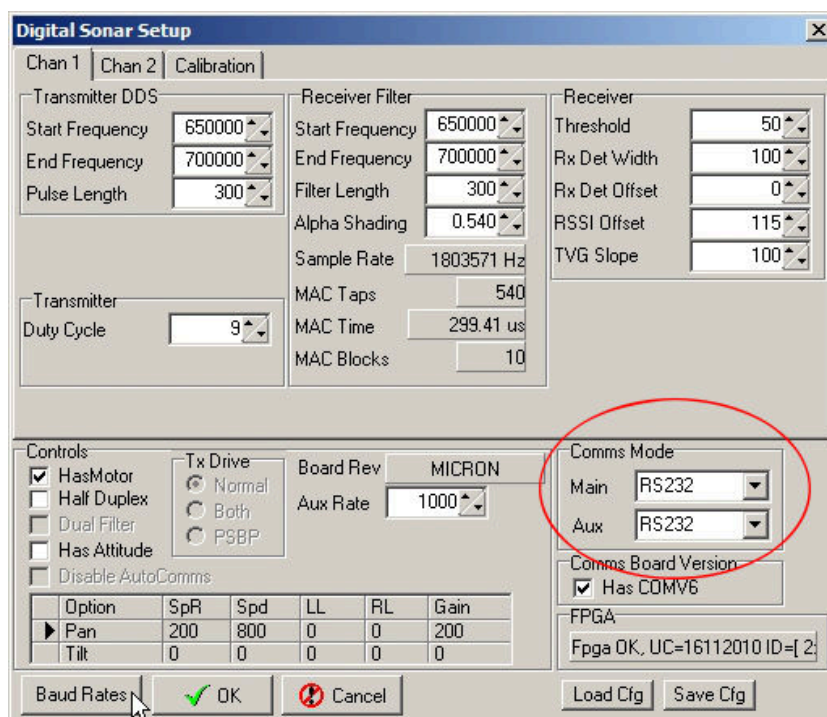 Digital Sonar Setup
Chan 1 Chan 2 Calibration
Transmitter DDS
Start Frequency 650000
End Frequency 700000
Pulse Length 300
Transmitter
Duty Cycle 9
Receiver Filter
Start Frequency 650000
End Frequency 700000
Filter Length 300
Alpha Shading 0.540
Sample Rate 1803571 Hz
MAC Taps 540
MAC Time 299.41 us
MAC Blocks 10
Receiver
Threshold 50
Rx Det Width 100
Rx Det Offset 0
RSSI Offset 115
TVG Slope 100
Controls
HasMotor
Half Duplex
Dual Filter
Has Attitude
Disable AutoComms
Tx Drive
Normal
Both
PSBP
Board Rev MICRON
Aux Rate 1000
Comms Mode
Main RS232
Aux RS232
Comms Board Version
Has COMV6
FPGA
Fpga OK, UC=16112010 ID=[ 2:
Option SpR Spd LL RL Gain
Pan 200 800 0 0 200
Tilt 0 0 0 0 0
Baud Rates OK Cancel Load Cfg Save Cfg